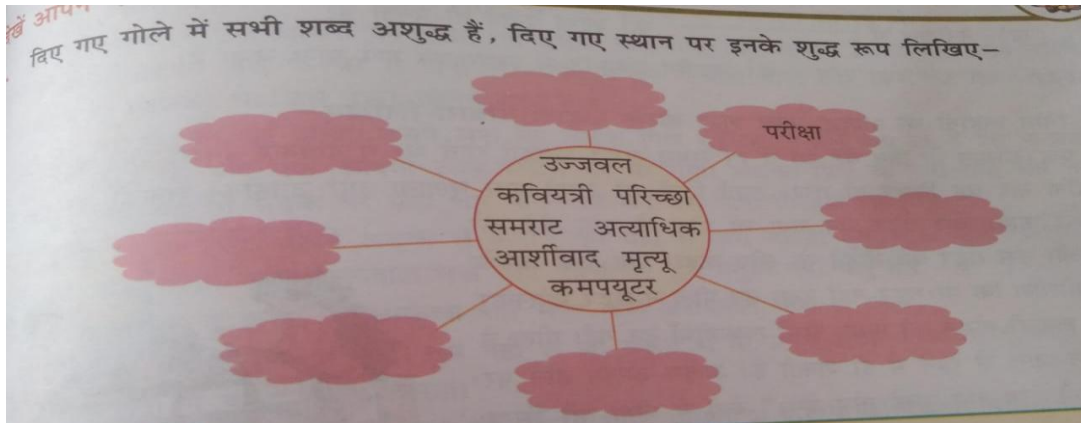 दिए गए गोले में सभी शब्द अशुद्ध हैं, दिए गए स्थान पर इनके शुद्ध रूप लिखिए–
परीक्षा
उज्जवल
कवियत्री परिच्छा
समराट अत्याधिक
आर्शीवाद मृत्यू
कमपयूटर